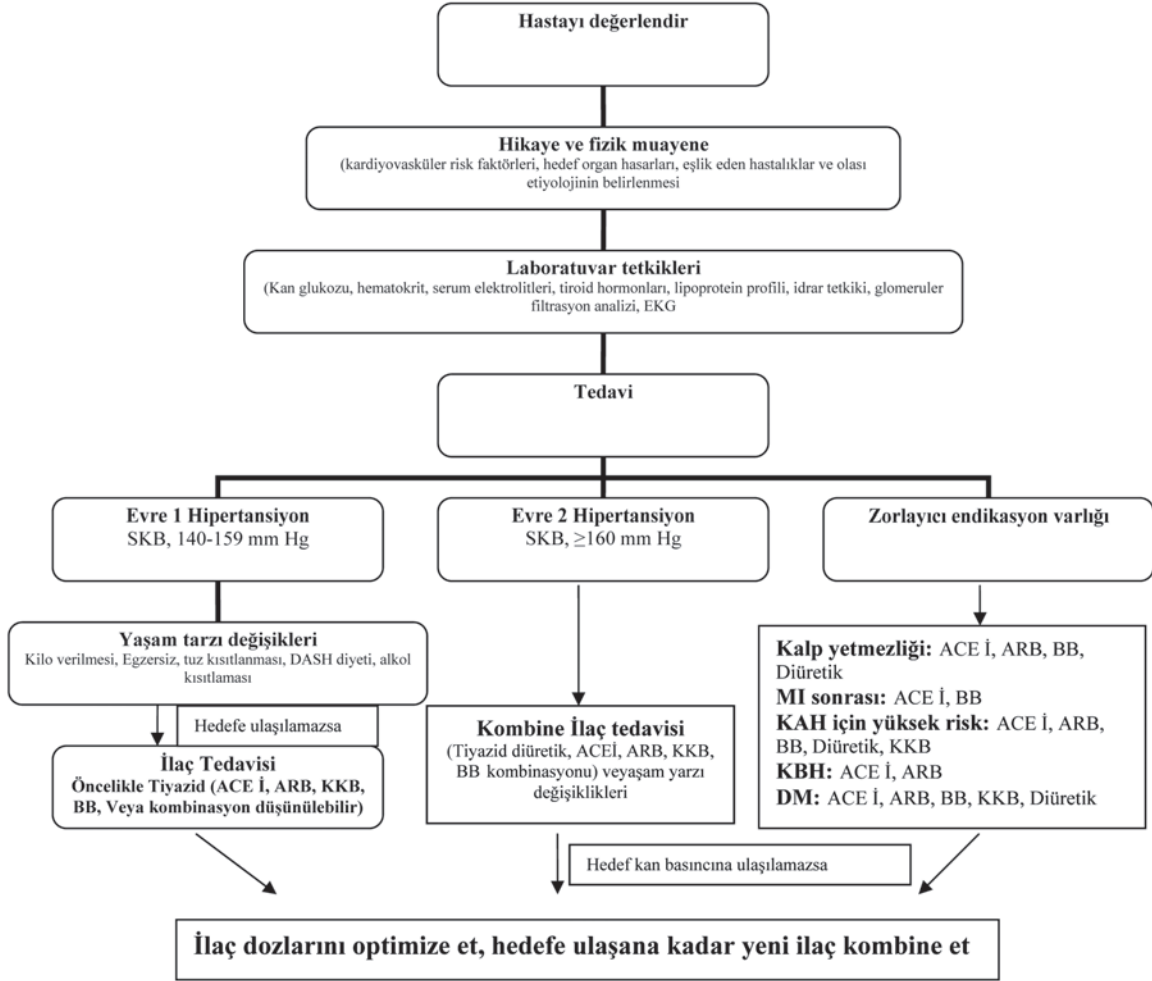 Hastayı değerlendir
Hikaye ve fizik muayene
(kardiyovasküler risk faktörleri, hedef organ hasarları, eşlik eden hastalıklar ve olası
etiyolojinin belirlenmesi
Laboratuvar tetkikleri
(Kan glukozu, hematokrit, serum elektrolitleri, tiroid hormonları, lipoprotein profili, idrar tetkiki, glomeruler
filtrasyon analizi, EKG
Tedavi
Evre 1 Hipertansiyon
SKB, 140-159 mm Hg
Evre 2 Hipertansiyon
SKB, ≥160 mm Hg
Zorlayıcı endikasyon varlığı
Yaşam tarzı değişikleri
Kilo verilmesi, Egzersiz, tuz kısıtlanması, DASH diyeti, alkol
kısıtlaması
Hedefe ulaşılamazsa
İlaç Tedavisi
Öncelikle Tiyazid (ACE İ, ARB, KKB,
BB, Veya kombinasyon düşünülebilir)
Kombine İlaç tedavisi
(Tiyazid diüretik, ACEİ, ARB, KKB,
BB kombinasyonu) veyaşam yarzı
değişiklikleri
Kalp yetmezliği: ACE İ, ARB, BB,
Diüretik
MI sonrası: ACE İ, BB
KAH için yüksek risk: ACE İ, ARB,
BB, Diüretik, KKB
KBH: ACE İ, ARB
DM: ACE İ, ARB, BB, KKB, Diüretik
Hedef kan basıncına ulaşılamazsa
İlaç dozlarını optimize et, hedefe ulaşana kadar yeni ilaç kombine et